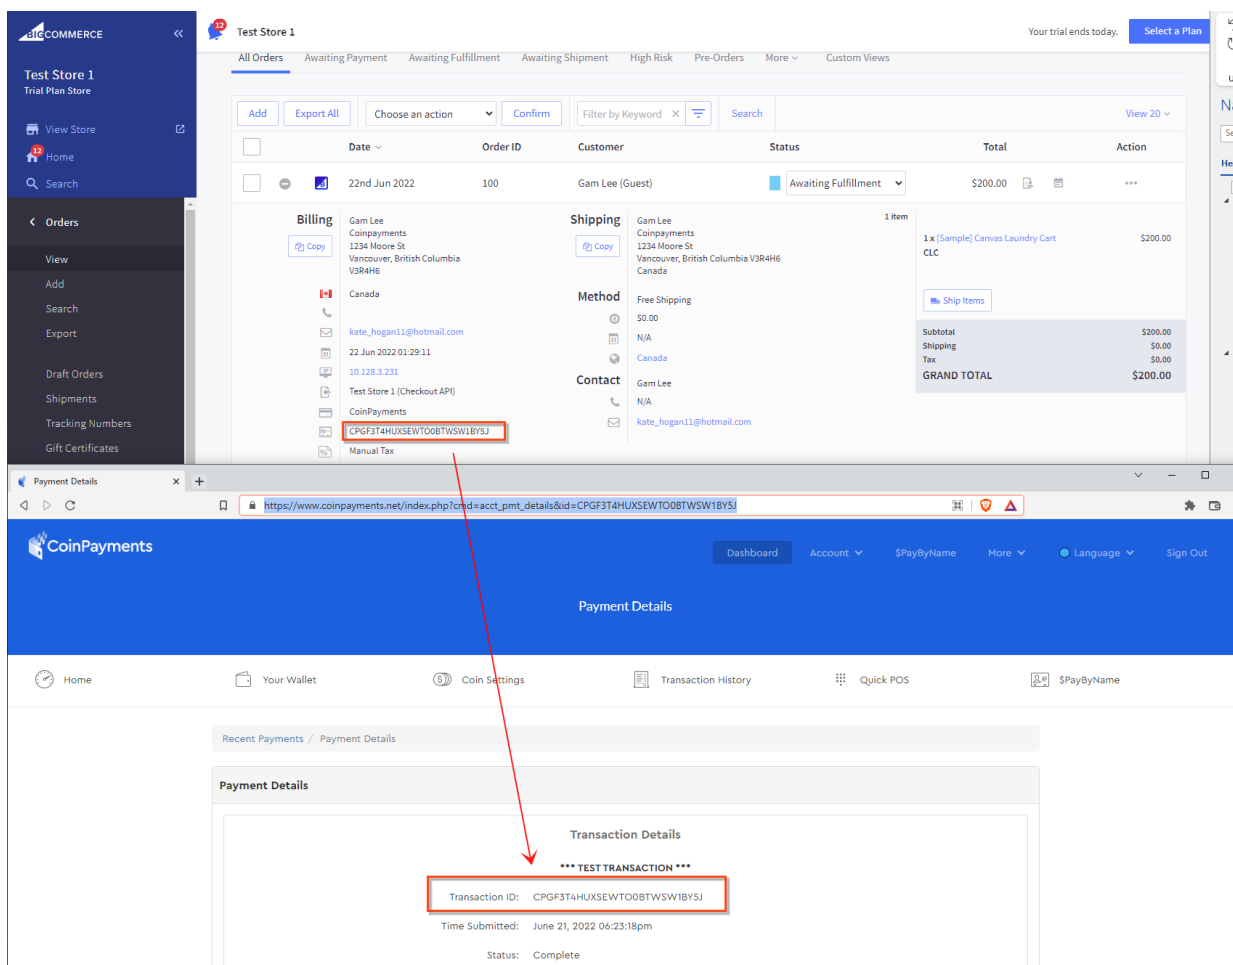 BIGCOMMERCE
«
12
Test Store 1
Your trial ends today.
Select a Plan
Test Store 1
Trial Plan Store
View Store
12
Home
Search
Orders
View
Add
Search
Export
Draft Orders
Shipments
Tracking Numbers
Gift Certificates
All Orders Awaiting Payment Awaiting Fulfillment Awaiting Shipment High Risk Pre-Orders More Custom Views
Add Export All Choose an action Confirm Filter by Keyword × Search View 20
Date Order ID Customer Status Total Action
22nd Jun 2022 100 Gam Lee (Guest) Awaiting Fulfillment $200.00 •••
Billing
Copy
Gam Lee
Coinpayments
1234 Moore St
Vancouver, British Columbia
V3R4H6
Canada
kate_hogan11@hotmail.com
22 Jun 2022 01:29:11
10.128.3.231
Test Store 1 (Checkout API)
CoinPayments
CPGF3T4HUXSEWTO0BTWSW1BY5J
Manual Tax
Shipping
Copy
Gam Lee
Coinpayments
1234 Moore St
Vancouver, British Columbia V3R4H6
Canada
Method
Free Shipping
$0.00
N/A
Canada
Contact
Gam Lee
N/A
kate_hogan11@hotmail.com
1 item
1 x [Sample] Canvas Laundry Cart $200.00
CLC
Ship Items
Subtotal $200.00
Shipping $0.00
Tax $0.00
GRAND TOTAL $200.00
Payment Details × +
https://www.coinpayments.net/index.php?cmd=acct_pmt_details&id=CPGF3T4HUXSEWTO0BTWSW1BY5J
CoinPayments
Dashboard Account $PayByName More Language Sign Out
Payment Details
Home Your Wallet Coin Settings Transaction History Quick POS $PayByName
Recent Payments / Payment Details
Payment Details
Transaction Details
*** TEST TRANSACTION ***
Transaction ID: CPGF3T4HUXSEWTO0BTWSW1BY5J
Time Submitted: June 21, 2022 06:23:18pm
Status: Complete